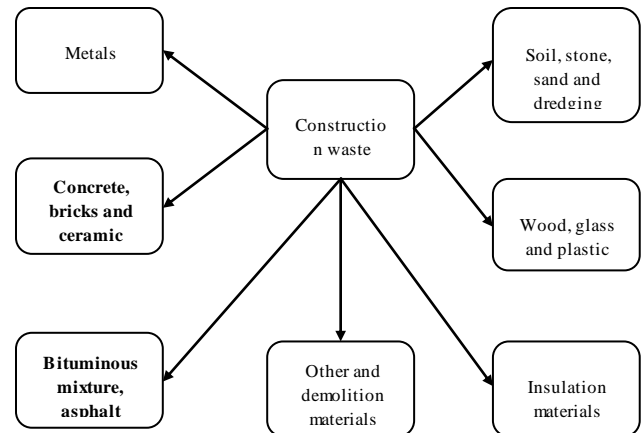 Metals
Soil, stone,
sand and
dredging
Constructio
n waste
Concrete,
bricks and
ceramic
Wood, glass
and plastic
Bituminous
mixture,
asphalt
Other and
demolition
materials
Insulation
materials